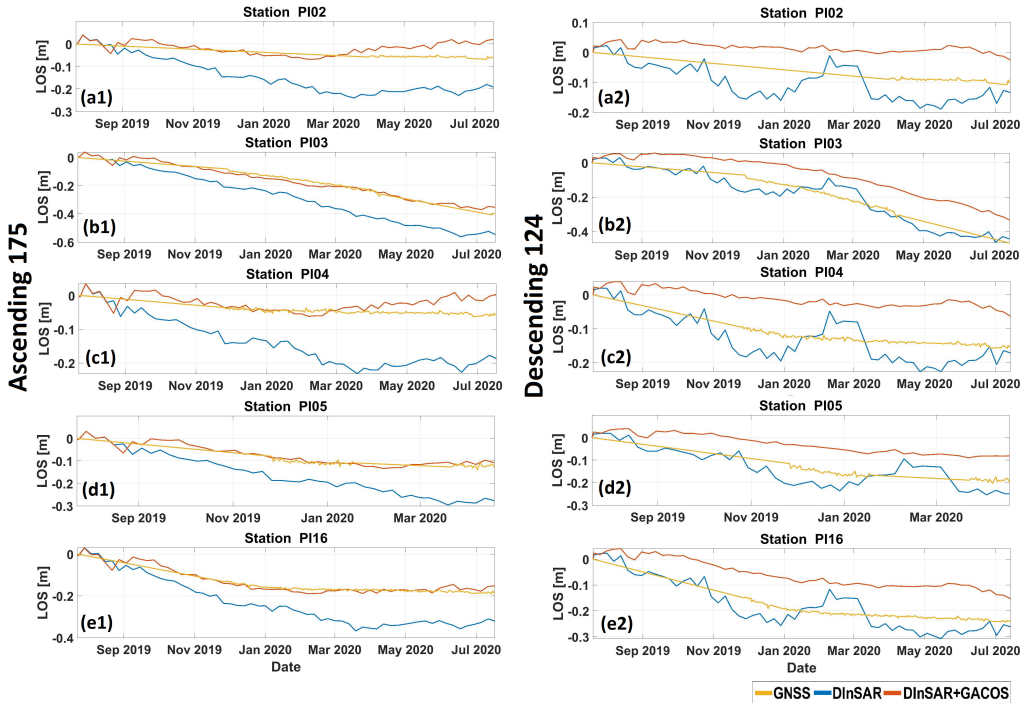 Ascending 175
Station PI02
LOS [m]
0
-0.1
-0.2
-0.3
(a1)
Sep 2019 Nov 2019 Jan 2020 Mar 2020 May 2020 Jul 2020
Station PI03
LOS [m]
0
-0.2
-0.4
-0.6
(b1)
Sep 2019 Nov 2019 Jan 2020 Mar 2020 May 2020 Jul 2020
Station PI04
LOS [m]
0
-0.1
-0.2
(c1)
Sep 2019 Nov 2019 Jan 2020 Mar 2020 May 2020 Jul 2020
Station PI05
LOS [m]
0
-0.1
-0.2
-0.3
(d1)
Sep 2019 Nov 2019 Jan 2020 Mar 2020
Station PI16
LOS [m]
0
-0.2
-0.4
(e1)
Sep 2019 Nov 2019 Jan 2020 Mar 2020 May 2020 Jul 2020
Date
Descending 124
Station PI02
LOS [m]
0.1
0
-0.1
-0.2
(a2)
Sep 2019 Nov 2019 Jan 2020 Mar 2020 May 2020 Jul 2020
Station PI03
LOS [m]
0
-0.2
-0.4
(b2)
Sep 2019 Nov 2019 Jan 2020 Mar 2020 May 2020 Jul 2020
Station PI04
LOS [m]
0
-0.1
-0.2
(c2)
Sep 2019 Nov 2019 Jan 2020 Mar 2020 May 2020 Jul 2020
Station PI05
LOS [m]
0
-0.1
-0.2
-0.3
(d2)
Sep 2019 Nov 2019 Jan 2020 Mar 2020
Station PI16
LOS [m]
0
-0.1
-0.2
-0.3
(e2)
Sep 2019 Nov 2019 Jan 2020 Mar 2020 May 2020 Jul 2020
Date
GNSS DInSAR DInSAR+GACOS